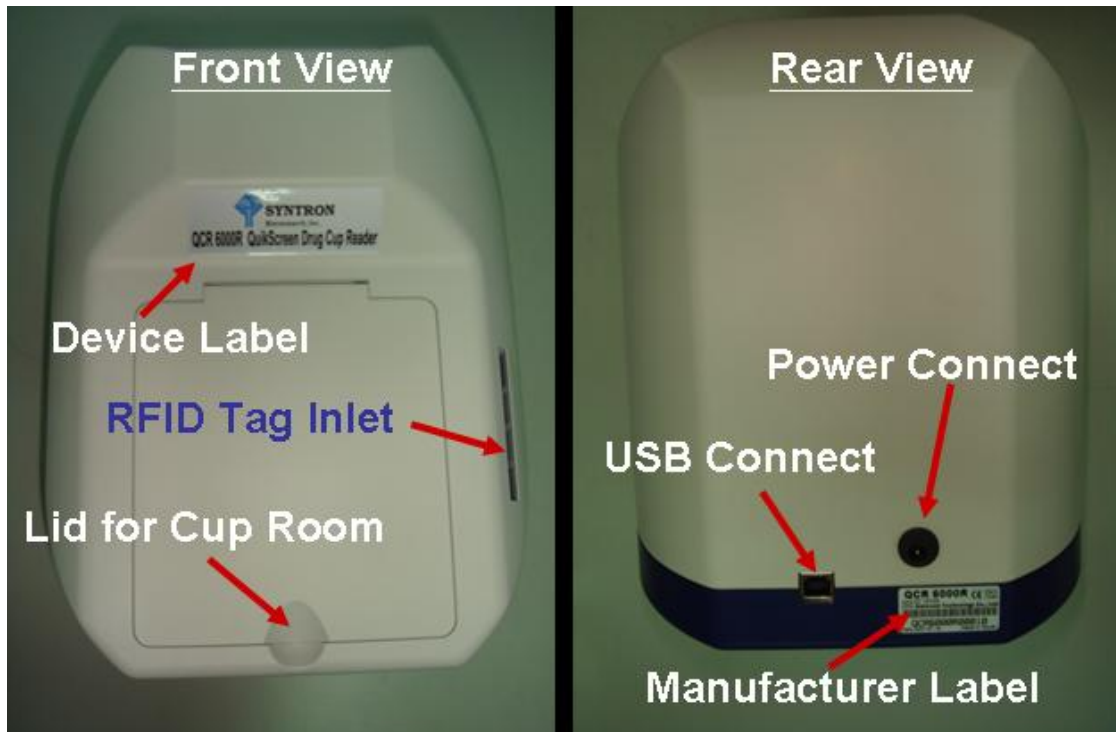 Front View
SYNTRON
QCR 6000R QuikScreen Drug Cup Reader
Device Label
RFID Tag Inlet
Lid for Cup Room
Rear View
Power Connect
USB Connect
QCR 6000R CE
Manufacturer Label